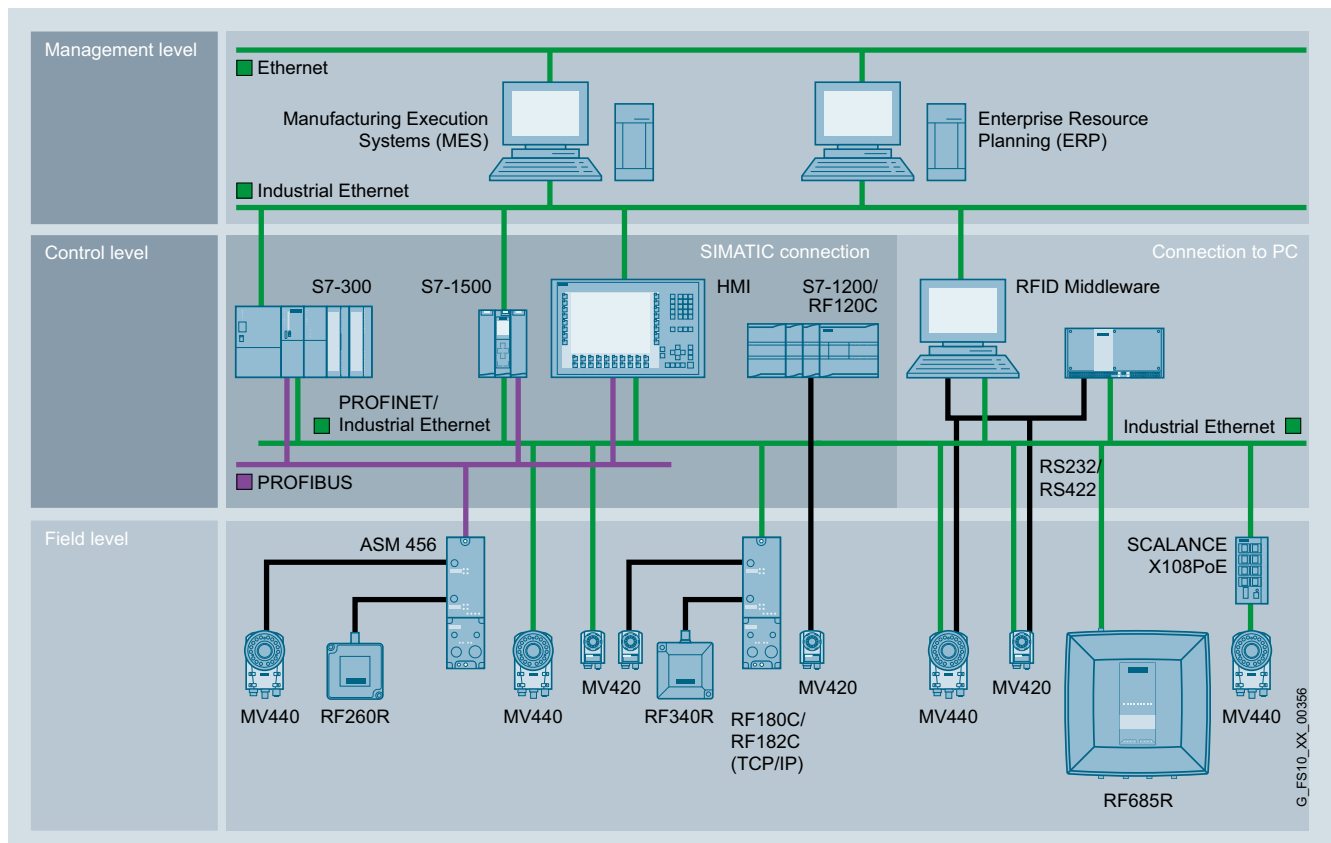 Management level
Ethernet
Manufacturing Execution
Systems (MES)
Enterprise Resource
Planning (ERP)
Industrial Ethernet
Control level
SIMATIC connection
Connection to PC
S7-300
S7-1500
HMI
S7-1200/
RF120C
RFID Middleware
PROFINET/
Industrial Ethernet
Industrial Ethernet
PROFIBUS
RS232/
RS422
Field level
ASM 456
SCALANCE
X108PoE
MV440
RF260R
MV440
MV420
RF340R
RF180C/
RF182C
(TCP/IP)
MV420
MV440
MV420
RF685R
MV440
G_FS10_XX_00356